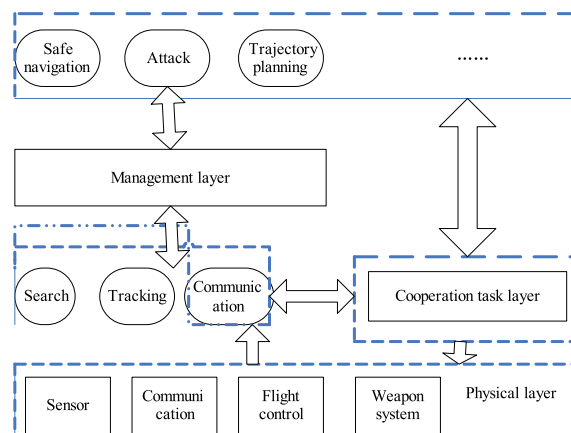 Safe
navigation
Attack
Trajectory
planning
......
Management layer
Search
Tracking
Communic
ation
Cooperation task layer
Sensor
Communi
cation
Flight
control
Weapon
system
Physical layer